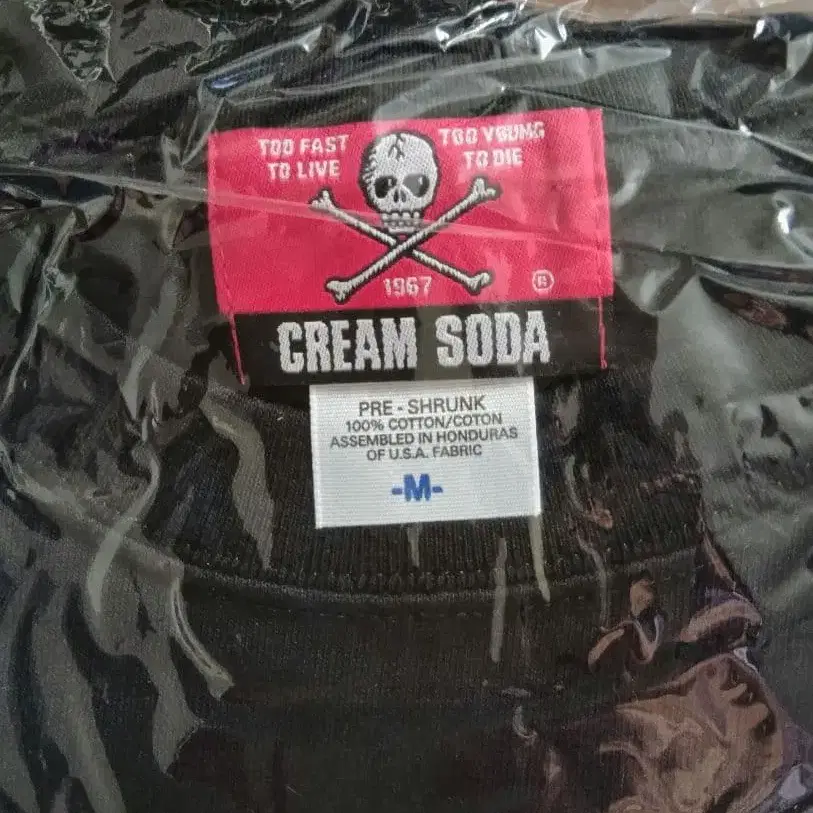 TOO FAST
TO LIVE
TOO YOUNG
TO DIE
1967
®
CREAM SODA
PRE - SHRUNK
100% COTTON/COTON
ASSEMBLED IN HONDURAS
OF U.S.A. FABRIC
-M-